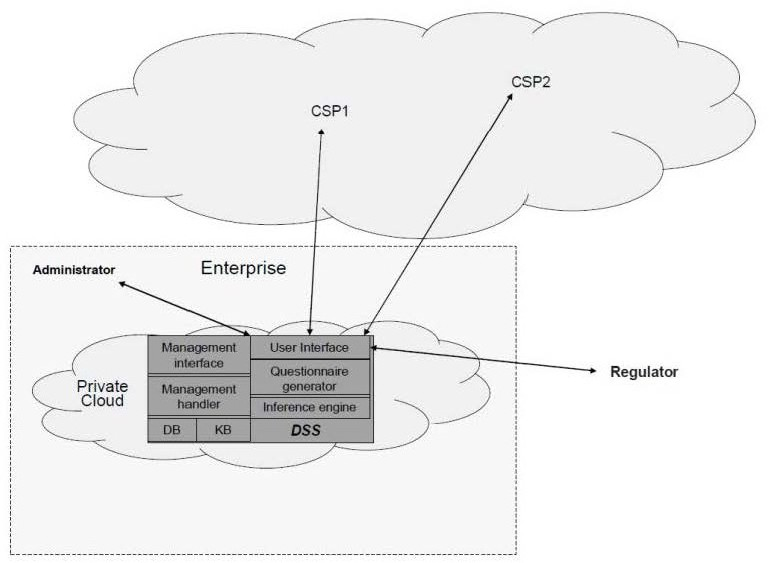 CSP2
CSP1
Enterprise
Administrator
Management
interface
User Interface
Questionnaire
generator
Regulator
Private
Cloud
Management
handler
Inference engine
DB
KB
DSS